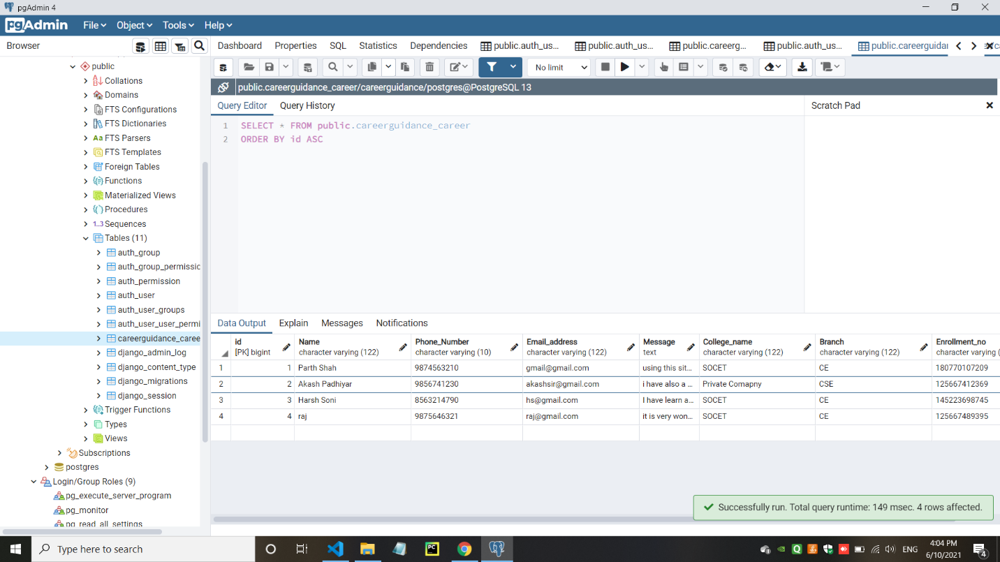 pgAdmin 4
pgAdmin File Object Tools Help
Browser
Dashboard Properties SQL Statistics Dependencies public.auth_us... public.auth_us... public.careerg... public.auth_us... public.careerguidar
No limit
public.careerguidance_career/careerguidance/postgres@PostgreSQL 13
Query Editor Query History
Scratch Pad
1 SELECT * FROM public.careerguidance_career
2 ORDER BY id ASC
public
Collations
Domains
FTS Configurations
FTS Dictionaries
Aa FTS Parsers
FTS Templates
Foreign Tables
Functions
Materialized Views
Procedures
1..3 Sequences
Tables (11)
auth_group
auth_group_permissic
auth_permission
auth_user
auth_user_groups
auth_user_user_permi
careerguidance_caree
django_admin_log
django_content_type
django_migrations
django_session
Trigger Functions
Types
Views
Subscriptions
postgres
Login/Group Roles (9)
pg_execute_server_program
pg_monitor
pg_read_all_settings
Data Output Explain Messages Notifications
id Name Phone_Number Email_address Message College_name Branch Enrollment_no
[PK] bigint character varying (122) character varying (10) character varying (122) text character varying (122) character varying (122) character varying (
1 1 Parth Shah 9874563210 gmail@gmail.com using this sit... SOCET CE 180770107209
2 2 Akash Padhiyar 9856741230 akashsir@gmail.com i have also a ... Private Comapny CSE 125667412369
3 3 Harsh Soni 8563214790 hs@gmail.com I have learn a... SOCET CE 145223698745
4 4 raj 9875646321 raj@gmail.com it is very won... SOCET CE 125667489395
Successfully run. Total query runtime: 149 msec. 4 rows affected.
Type here to search
PC
ENG
4:04 PM
6/10/2021
4